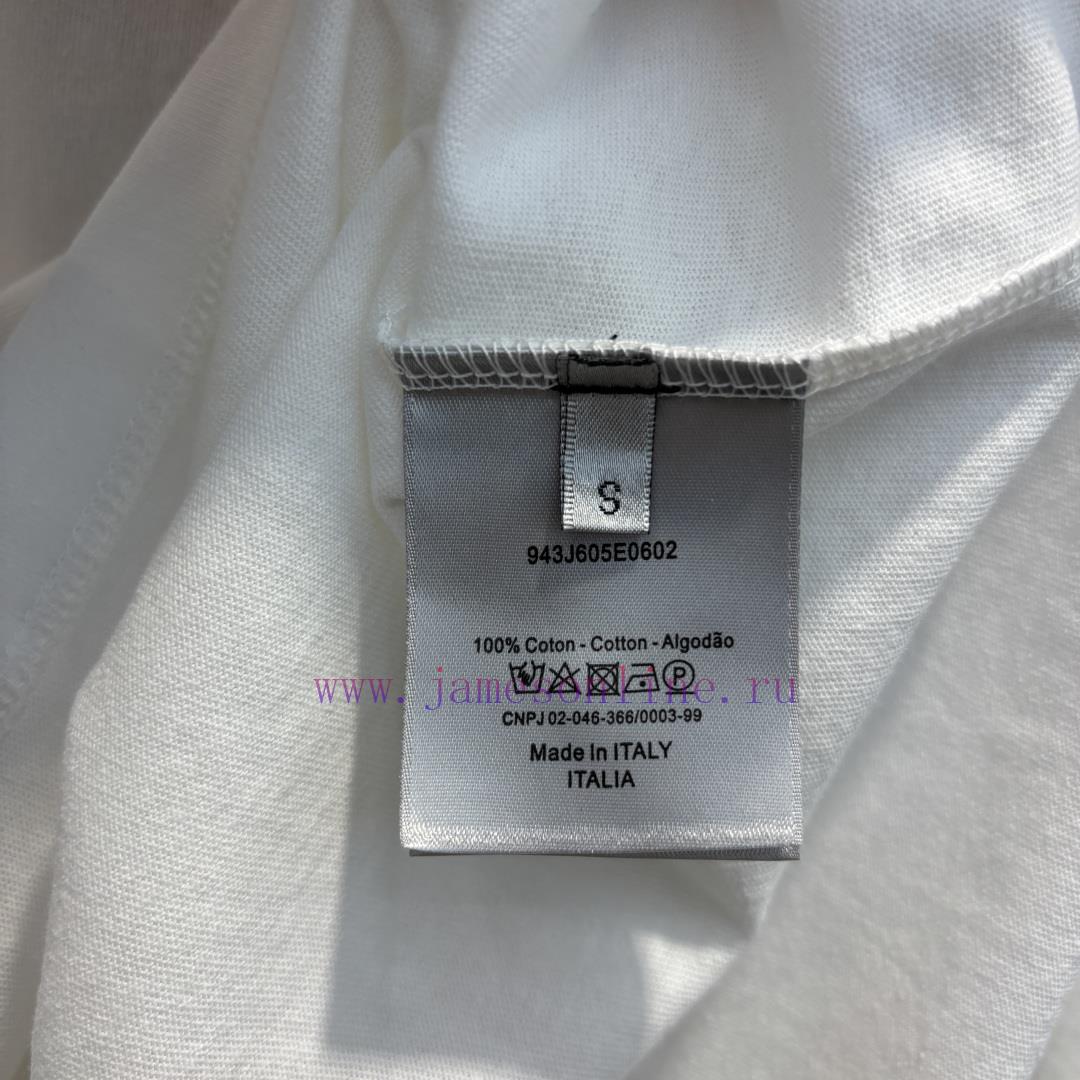 S
943J605E0602
100% Coton - Cotton - Algodão
P
www.jamesonline.ru
CNPJ 02-046-366/0003-99
Made In ITALY
ITALIA